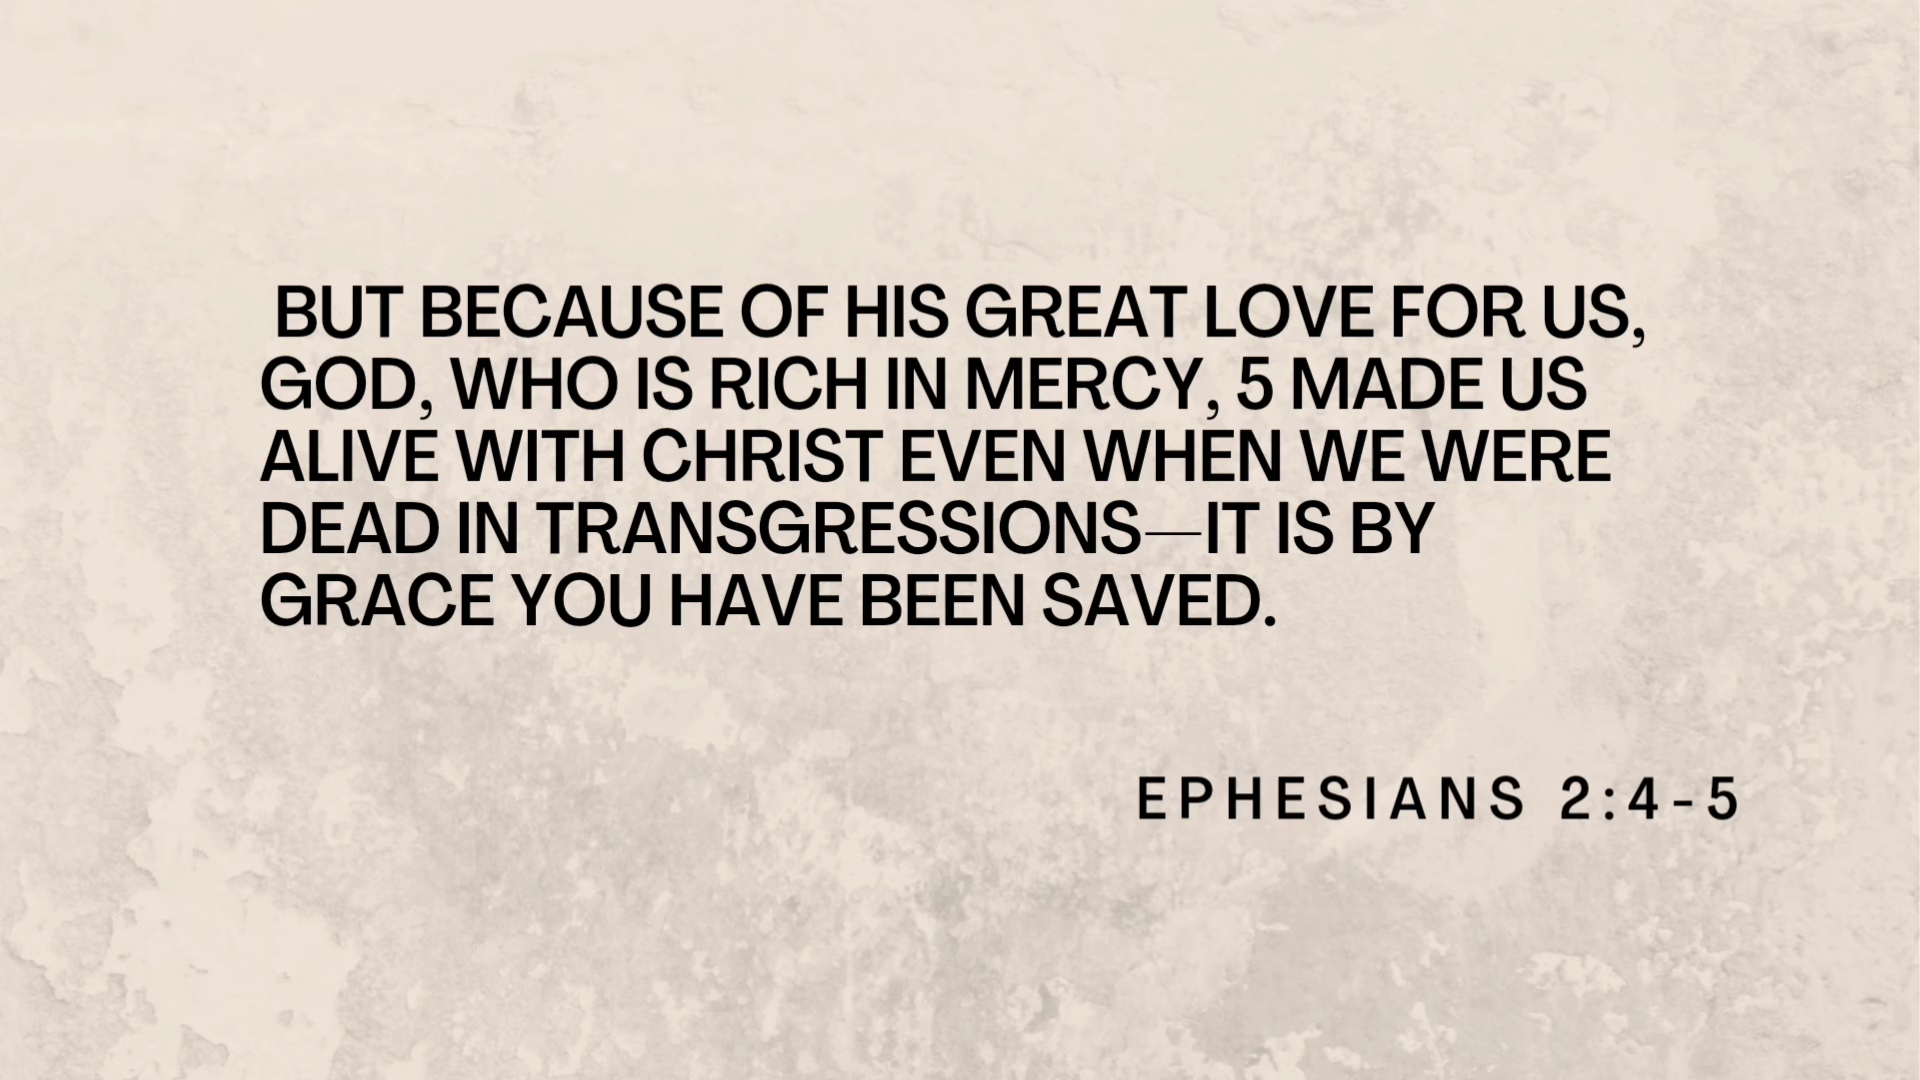 BUT BECAUSE OF HIS GREAT LOVE FOR US,
GOD, WHO IS RICH IN MERCY, 5 MADE US
ALIVE WITH CHRIST EVEN WHEN WE WERE
DEAD IN TRANSGRESSIONS—IT IS BY
GRACE YOU HAVE BEEN SAVED.
EPHESIANS 2:4-5